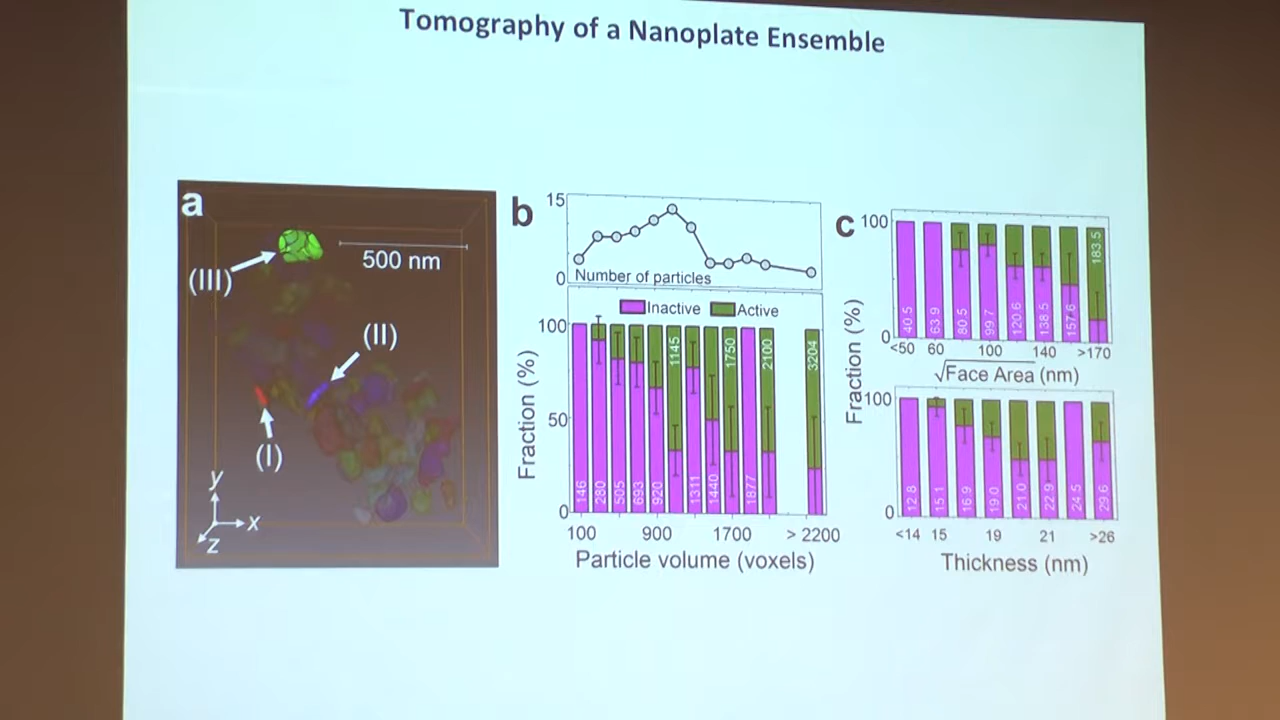 Tomography of a Nanoplate Ensemble
a
(III)
500 nm
(II)
(I)
y
x
z
b
15
0
Number of particles
Inactive
Active
Fraction (%)
100
50
0
146
280
505
693
920
1145
1311
1440
1750
1877
2100
3204
100 900 1700 > 2200
Particle volume (voxels)
c
Fraction (%)
100
0
40.5
63.9
80.5
99.7
120.6
138.5
157.6
183.5
<50 60 100 140 >170
√Face Area (nm)
100
0
12.8
15.1
16.9
19.0
21.0
22.9
24.5
29.6
<14 15 19 21 >26
Thickness (nm)